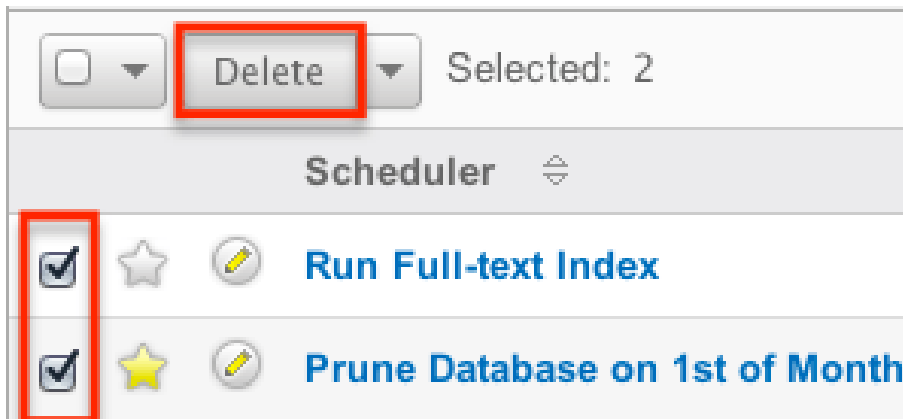 Delete Selected: 2
Scheduler
Run Full-text Index
Prune Database on 1st of Month